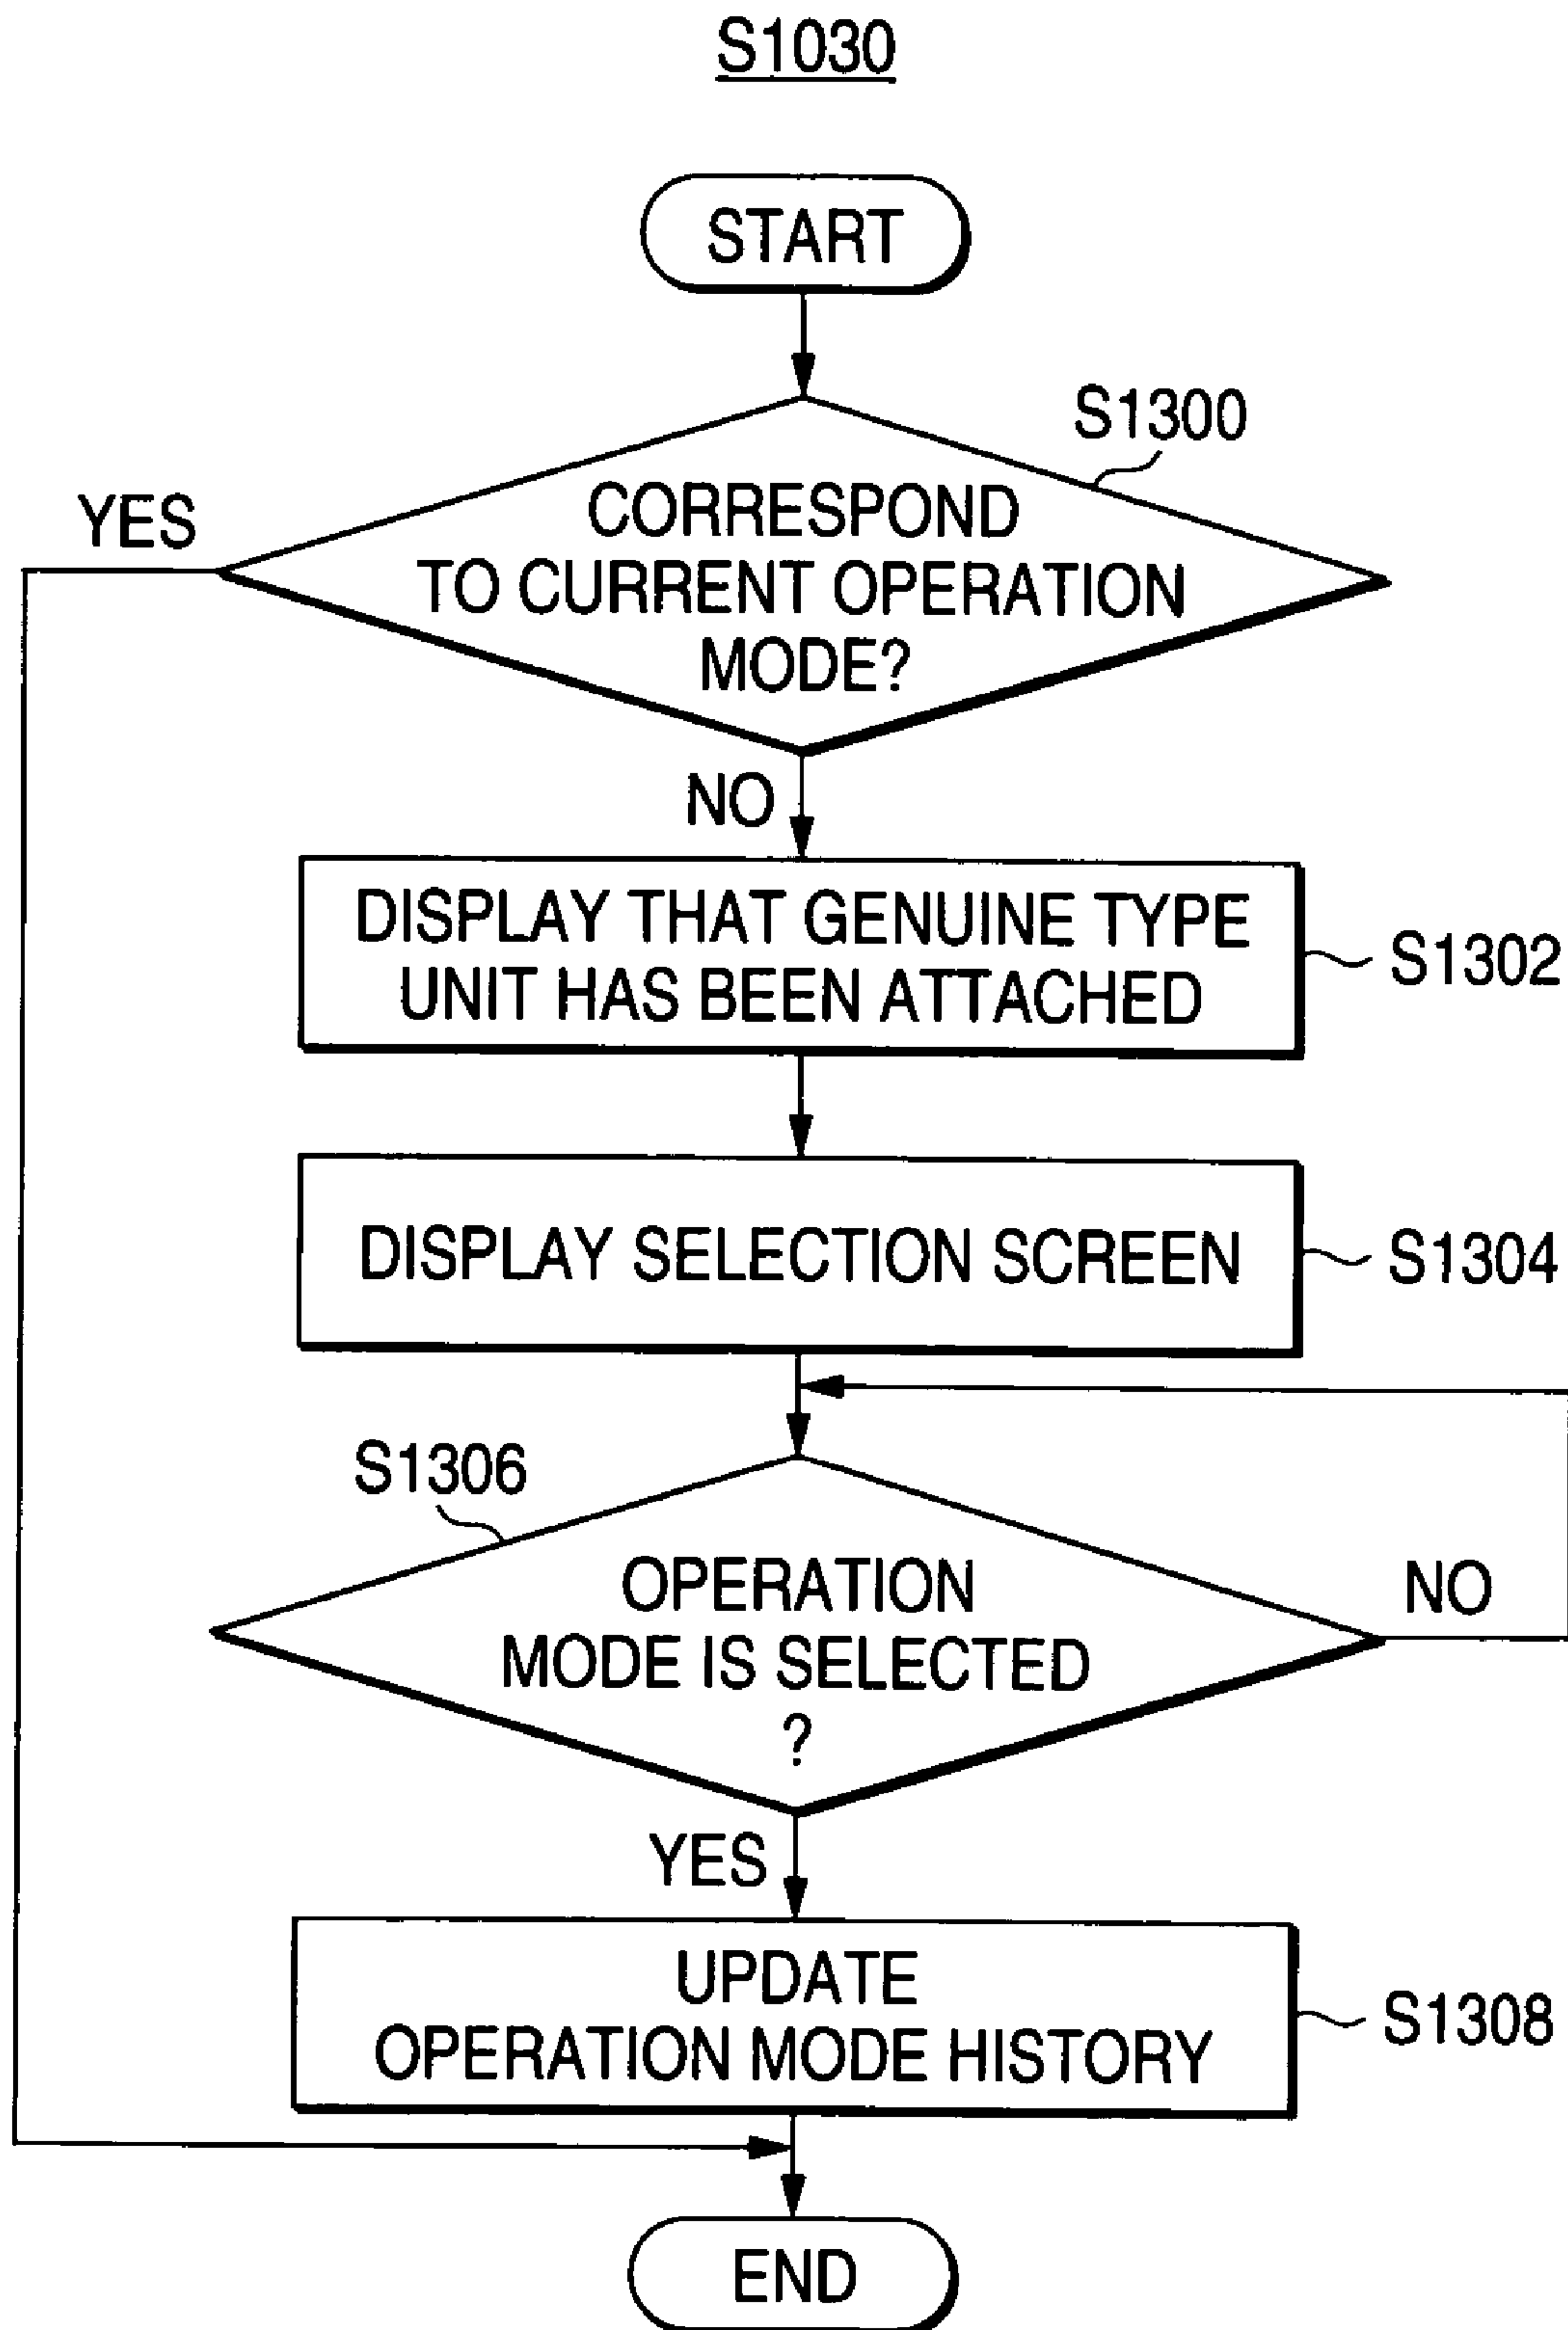 S1030
START
S1300
YES
CORRESPOND
TO CURRENT OPERATION
MODE?
NO
DISPLAY THAT GENUINE TYPE
UNIT HAS BEEN ATTACHED
S1302
DISPLAY SELECTION SCREEN
S1304
S1306
OPERATION
MODE IS SELECTED
?
NO
YES
UPDATE
OPERATION MODE HISTORY
S1308
END